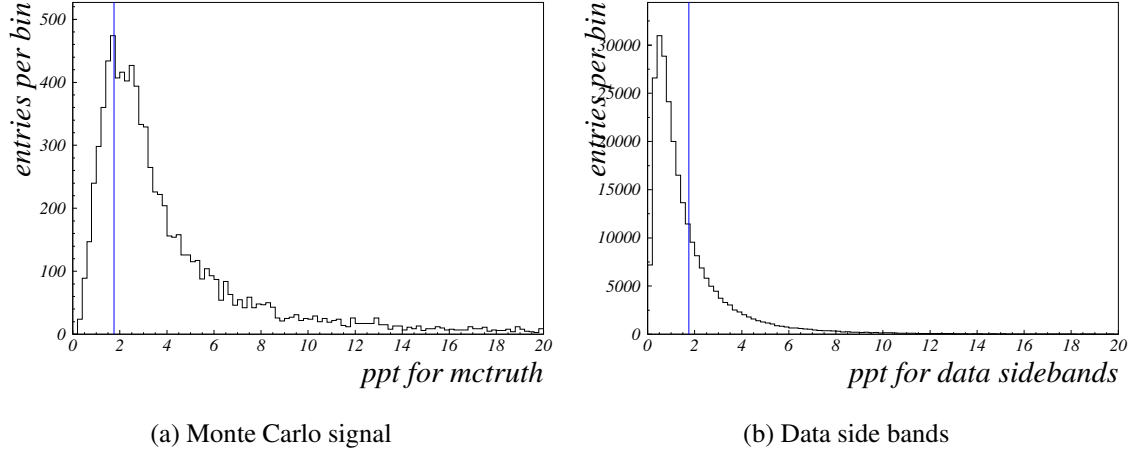 entries per bin
500
400
300
200
100
0
0 2 4 6 8 10 12 14 16 18 20
ppt for mctruth
(a) Monte Carlo signal
entries per bin
30000
25000
20000
15000
10000
5000
0
0 2 4 6 8 10 12 14 16 18 20
ppt for data sidebands
(b) Data side bands